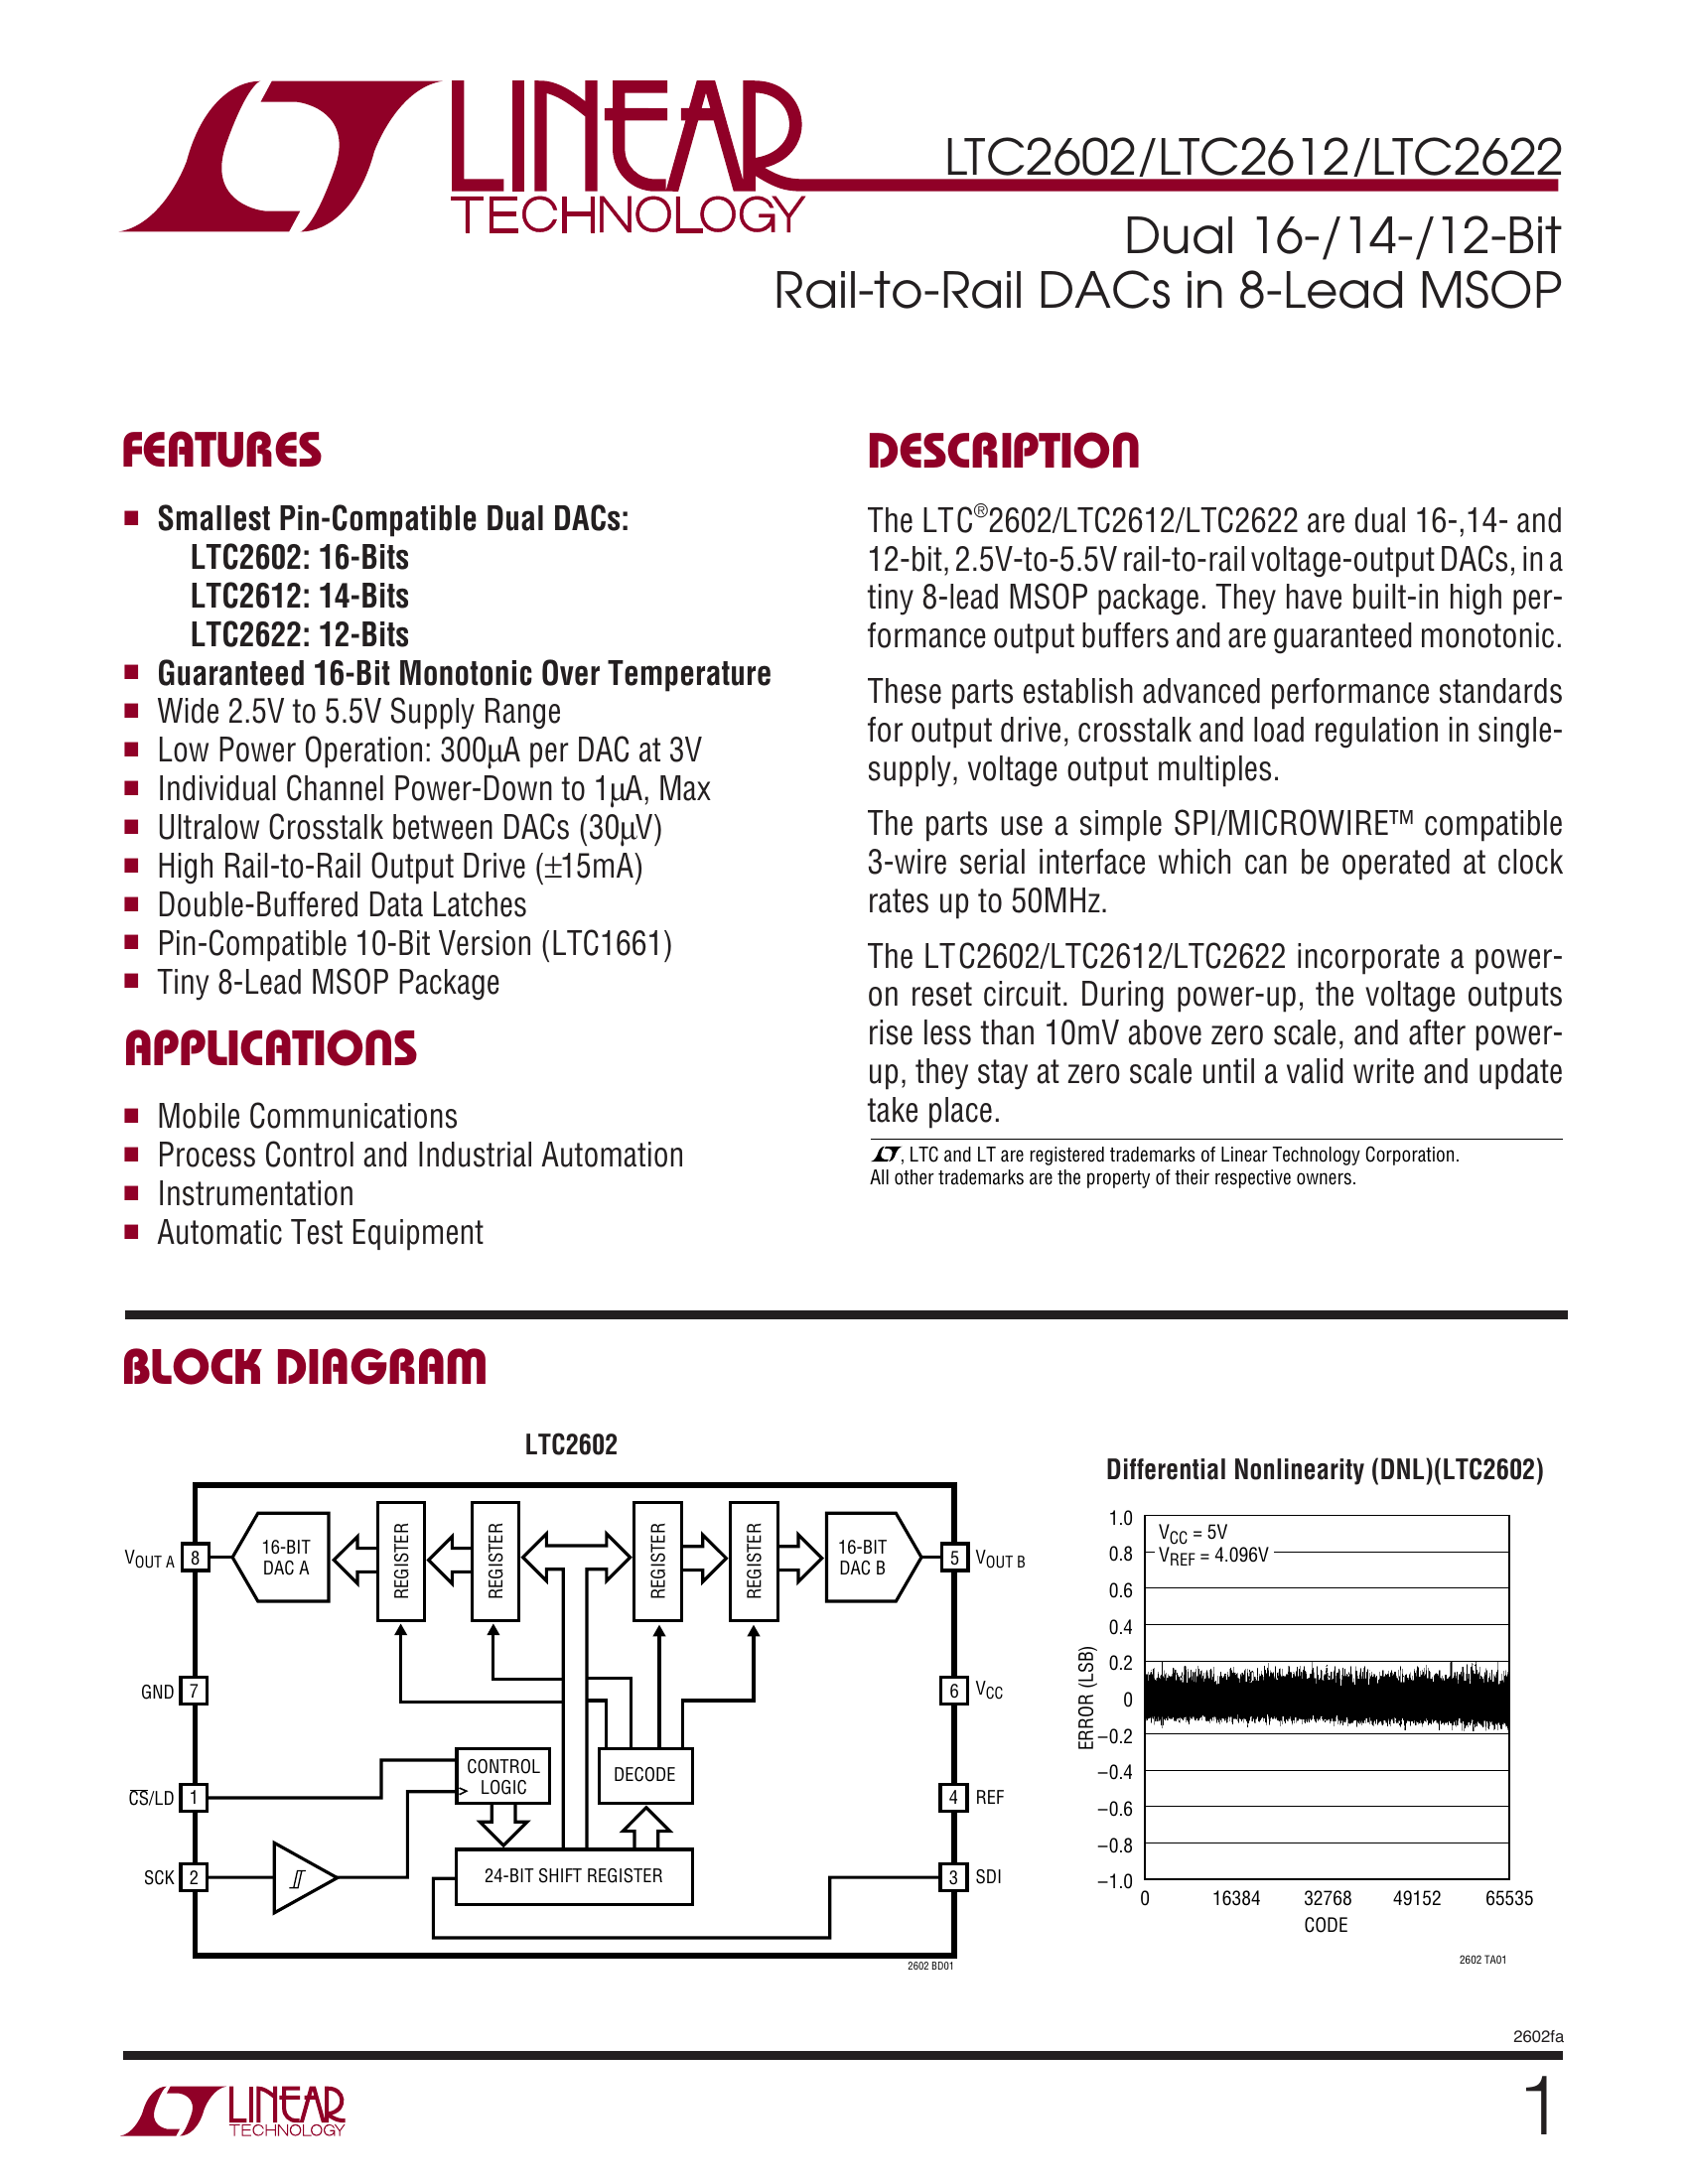 LINEAR
TECHNOLOGY
LTC2602/LTC2612/LTC2622
Dual 16-/14-/12-Bit
Rail-to-Rail DACs in 8-Lead MSOP
FEATURES
■ Smallest Pin-Compatible Dual DACs:
LTC2602: 16-Bits
LTC2612: 14-Bits
LTC2622: 12-Bits
■ Guaranteed 16-Bit Monotonic Over Temperature
■ Wide 2.5V to 5.5V Supply Range
■ Low Power Operation: 300µA per DAC at 3V
■ Individual Channel Power-Down to 1µA, Max
■ Ultralow Crosstalk between DACs (30µV)
■ High Rail-to-Rail Output Drive (±15mA)
■ Double-Buffered Data Latches
■ Pin-Compatible 10-Bit Version (LTC1661)
■ Tiny 8-Lead MSOP Package
APPLICATIONS
■ Mobile Communications
■ Process Control and Industrial Automation
■ Instrumentation
■ Automatic Test Equipment
DESCRIPTION
The LTC®2602/LTC2612/LTC2622 are dual 16-,14- and
12-bit, 2.5V-to-5.5V rail-to-rail voltage-output DACs, in a
tiny 8-lead MSOP package. They have built-in high per-
formance output buffers and are guaranteed monotonic.
These parts establish advanced performance standards
for output drive, crosstalk and load regulation in single-
supply, voltage output multiples.
The parts use a simple SPI/MICROWIRE™ compatible
3-wire serial interface which can be operated at clock
rates up to 50MHz.
The LTC2602/LTC2612/LTC2622 incorporate a power-
on reset circuit. During power-up, the voltage outputs
rise less than 10mV above zero scale, and after power-
up, they stay at zero scale until a valid write and update
take place.
LT, LTC and LT are registered trademarks of Linear Technology Corporation.
All other trademarks are the property of their respective owners.
BLOCK DIAGRAM
LTC2602
VOUT A 8
16-BIT
DAC A
REGISTER
REGISTER
REGISTER
REGISTER
16-BIT
DAC B
5 VOUT B
GND 7
6 VCC
CONTROL
LOGIC
DECODE
CS/LD 1
4 REF
SCK 2
24-BIT SHIFT REGISTER
3 SDI
2602 BD01
Differential Nonlinearity (DNL)(LTC2602)
VCC = 5V
VREF = 4.096V
ERROR (LSB)
1.0
0.8
0.6
0.4
0.2
0
–0.2
–0.4
–0.6
–0.8
–1.0
0 16384 32768 49152 65535
CODE
2602 TA01
2602fa
LINEAR
TECHNOLOGY
1